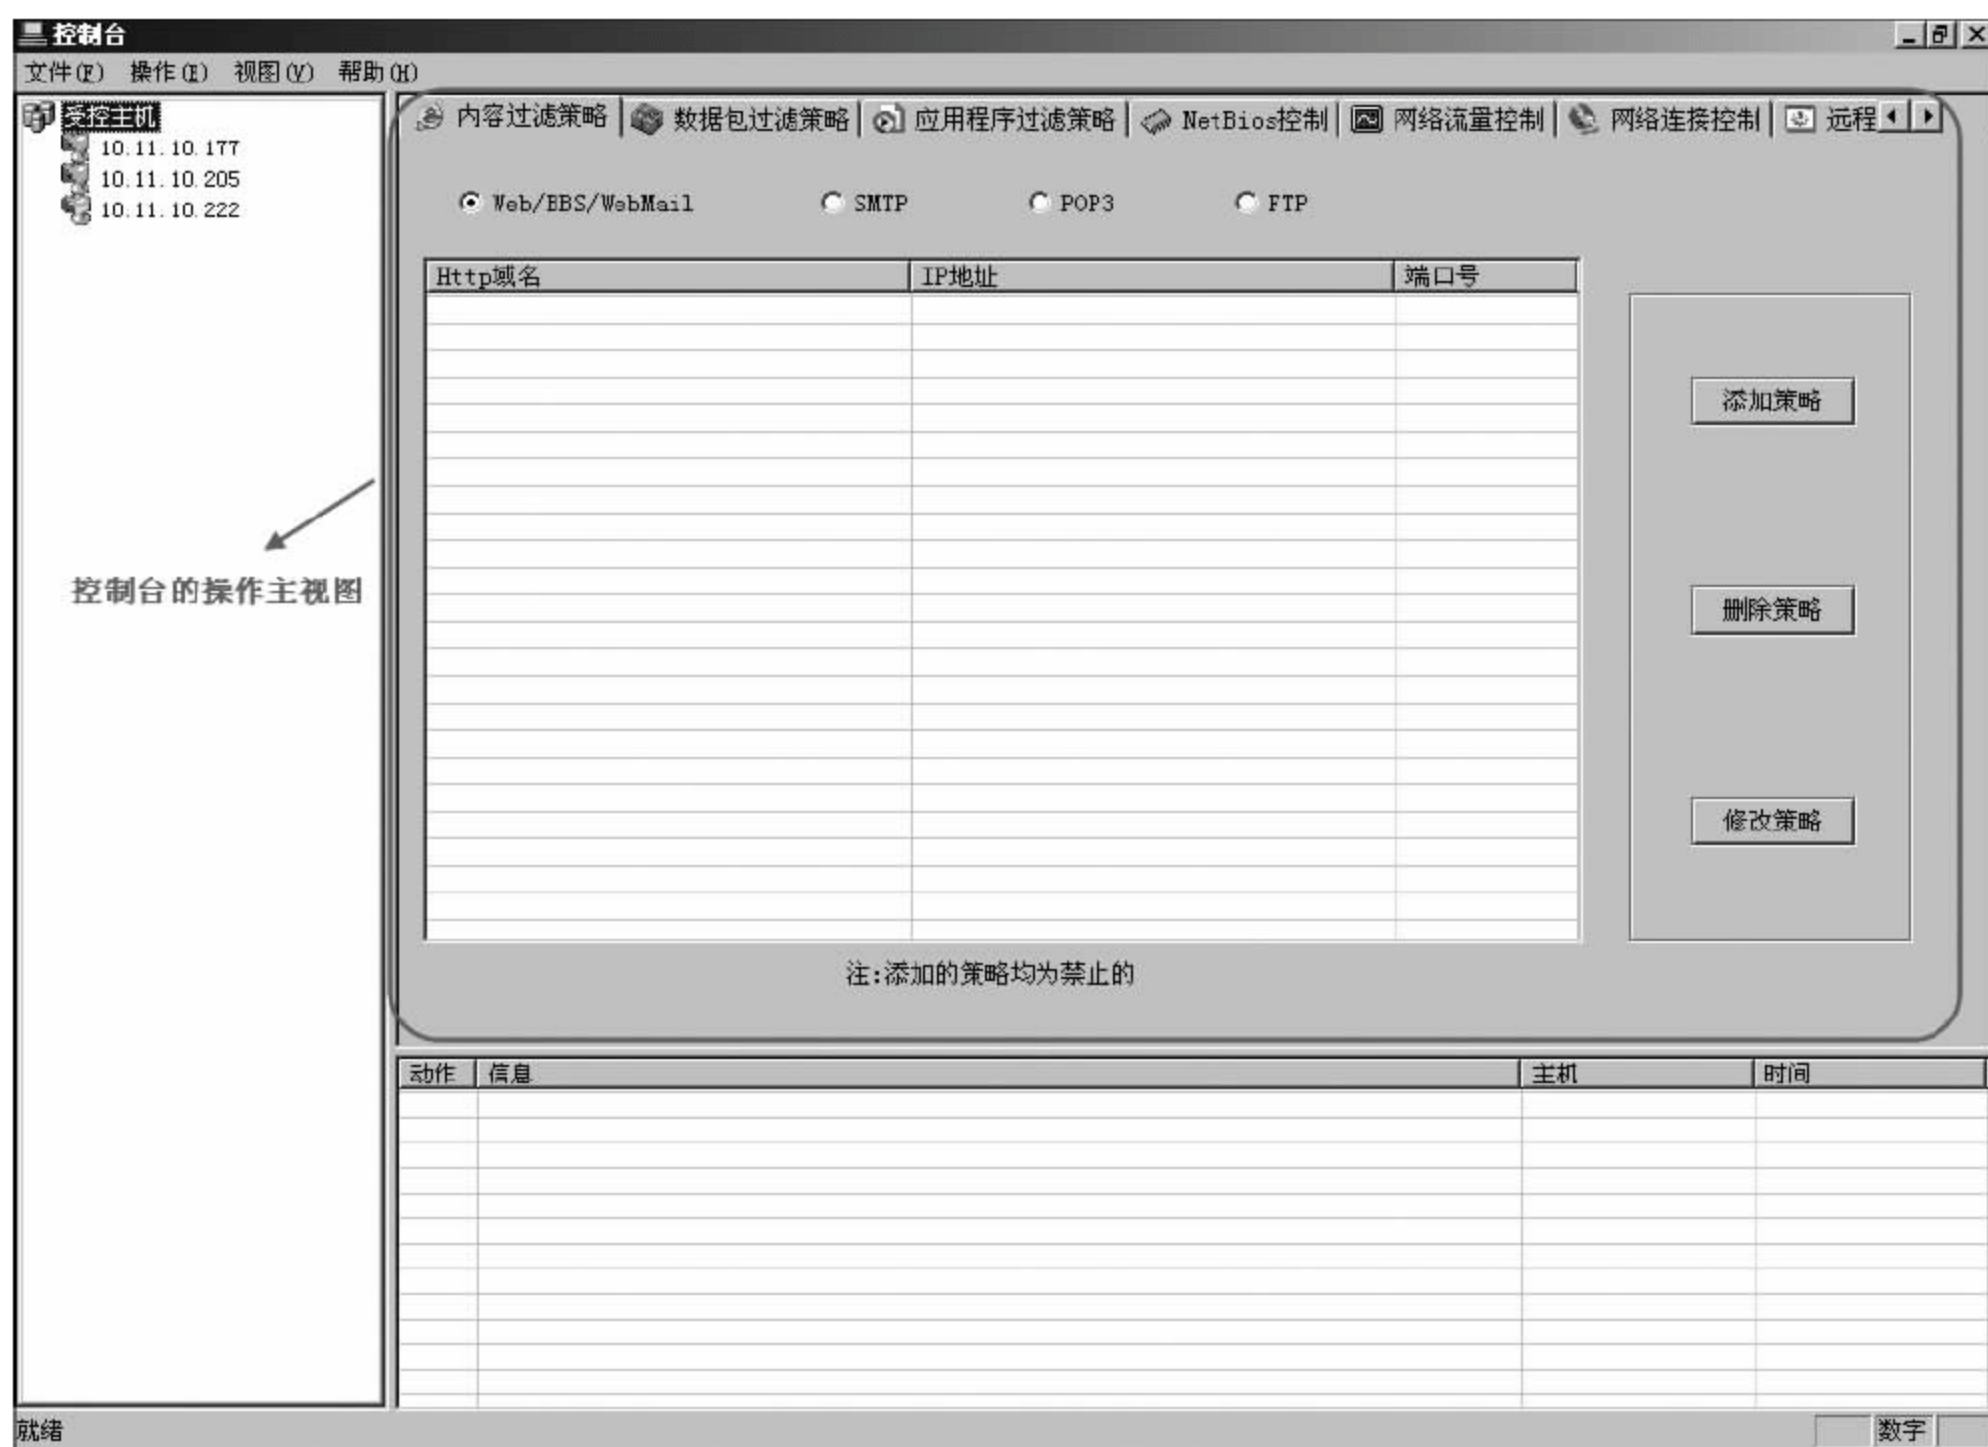 控制台
文件(F) 操作(I) 视图(V) 帮助(H)
受控主机
10.11.10.177
10.11.10.205
10.11.10.222
控制台的操作主视图
内容过滤策略 数据包过滤策略 应用程序过滤策略 NetBios控制 网络流量控制 网络连接控制 远程
Web/BBS/WebMail SMTP POP3 FTP
Http域名 IP地址 端口号
添加策略
删除策略
修改策略
注:添加的策略均为禁止的
动作 信息 主机 时间
就绪 数字